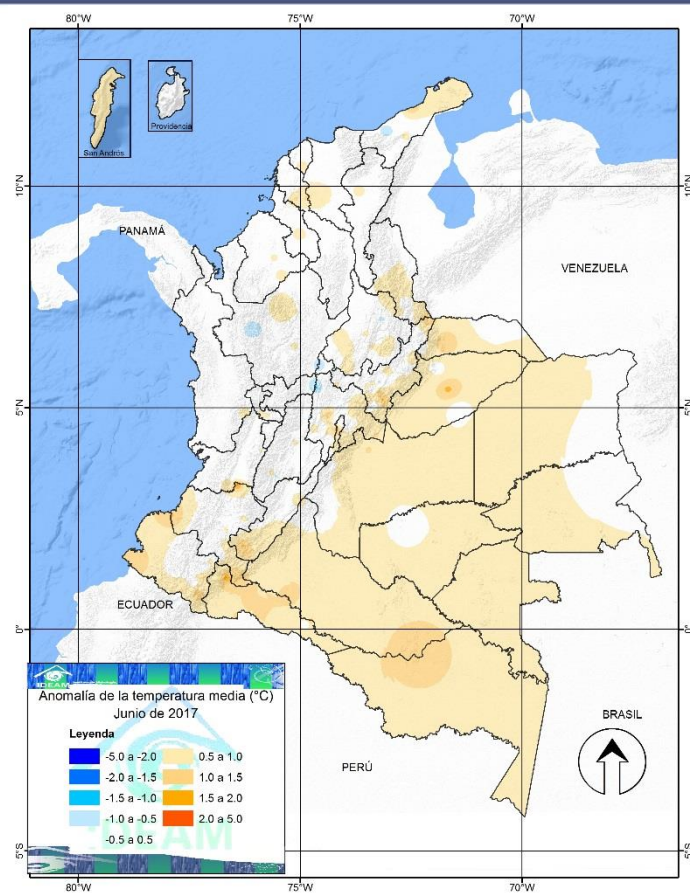 80°W 75°W 70°W
San Andrés
Providencia
10°N 10°N
PANAMÁ
VENEZUELA
5°N 5°N
ECUADOR
0° 0°
IDEAM
Anomalía de la temperatura media (°C)
Junio de 2017
Leyenda
-5.0 a -2.0 0.5 a 1.0
-2.0 a -1.5 1.0 a 1.5
-1.5 a -1.0 1.5 a 2.0
-1.0 a -0.5 2.0 a 5.0
-0.5 a 0.5
IDEAM
PERÚ
BRASIL
5°S 5°S
80°W 75°W 70°W